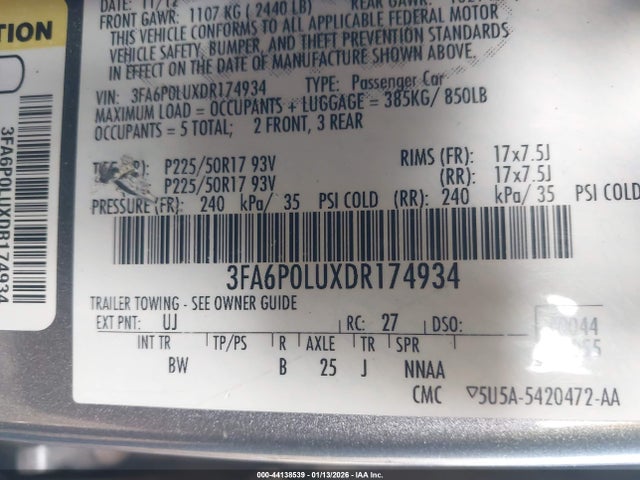 DATE: 11/12
FRONT GAWR: 1107 KG ( 2440 LB) REAR GAWR:
THIS VEHICLE CONFORMS TO ALL APPLICABLE FEDERAL MOTOR
VEHICLE SAFETY, BUMPER, AND THEFT PREVENTION STANDARDS
IN EFFECT ON THE DATE OF MANUFACTURE SHOWN ABOVE.
VIN: 3FA6P0LUXDR174934 TYPE: Passenger Car
MAXIMUM LOAD = OCCUPANTS + LUGGAGE = 385KG/ 850LB
OCCUPANTS = 5 TOTAL; 2 FRONT, 3 REAR
P225/50R17 93V RIMS (FR): 17x7.5J
P225/50R17 93V (RR): 17x7.5J
PRESSURE (FR): 240 kPa/ 35 PSI COLD (RR): 240 kPa/ 35 PSI COLD
3FA6P0LUXDR174934
TRAILER TOWING - SEE OWNER GUIDE
EXT PNT: UJ RC: 27 DSO:
INT TR TP/PS R AXLE TR SPR
BW B 25 J NNAA
CMC 5U5A-5420472-AA
TION
3FA6P0LUXDR174934
000-44138539 | 01/13/2026 | IAA Inc.